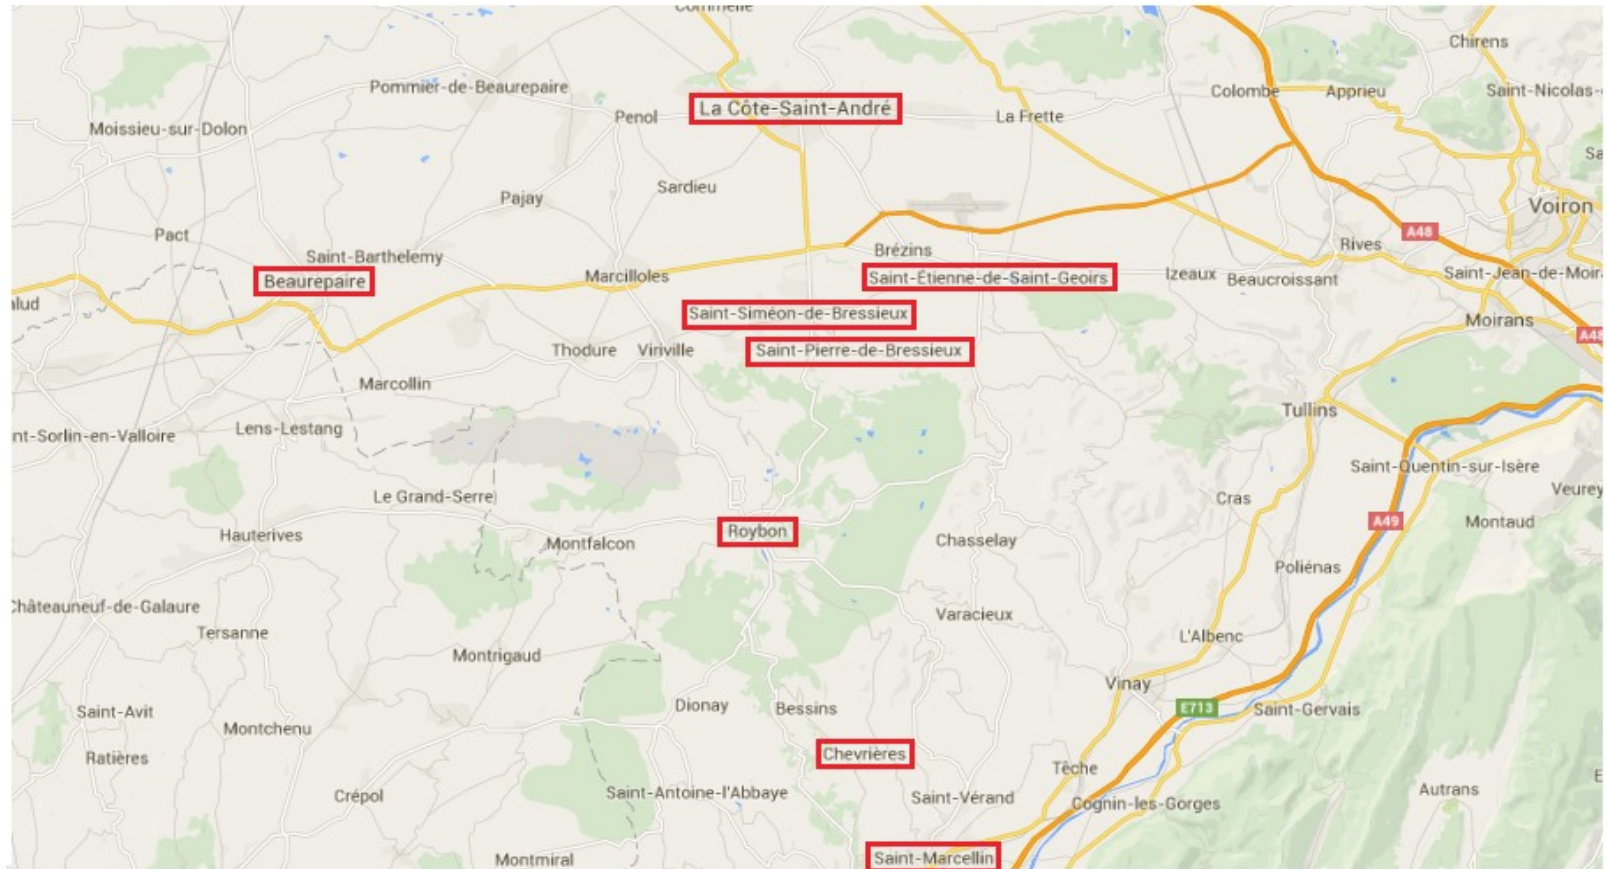 Commelle
Chirens
Pommier-de-Beaurepaire
Colombe
Apprieu
Saint-Nicolas-
La Côte-Saint-André
Penol
La Frette
Moissieu-sur-Dolon
Sa
Sardieu
Pajay
Voiron
Pact
A48
Rives
Brézins
Saint-Barthelemy
Beaurepaire
Marcilloles
Saint-Étienne-de-Saint-Geoirs
Izeaux
Beaucroissant
Saint-Jean-de-Moir
alud
Saint-Siméon-de-Bressieux
Moirans
A48
Thodure
Viriville
Saint-Pierre-de-Bressieux
Marcollin
Tullins
nt-Sorlin-en-Valloire
Lens-Lestang
Saint-Quentin-sur-Isère
Le Grand-Serre
Cras
Veurey
A49
Montaud
Hauterives
Roybon
Montfalcon
Chasselay
Poliénas
Châteauneuf-de-Galaure
Varacieux
Tersanne
L'Albenc
Montrigaud
Vinay
Saint-Avit
Dionay
Bessins
E713
Saint-Gervais
Montchenu
Ratières
Chevrières
Têche
E
Crépol
Saint-Antoine-l'Abbaye
Saint-Vérand
Cognin-les-Gorges
Autrans
Montmiral
Saint-Marcellin